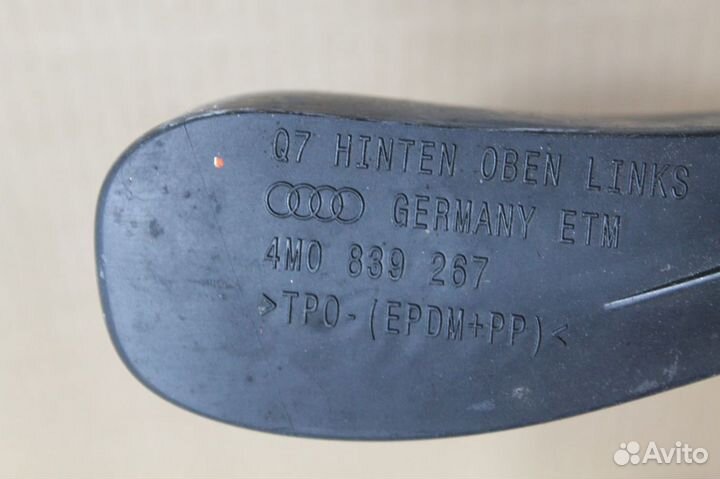 Q7 HINTEN OBEN LINKS
GERMANY ETM
4M0 839 267
>TPO-(EPDM+PP)<
Avito